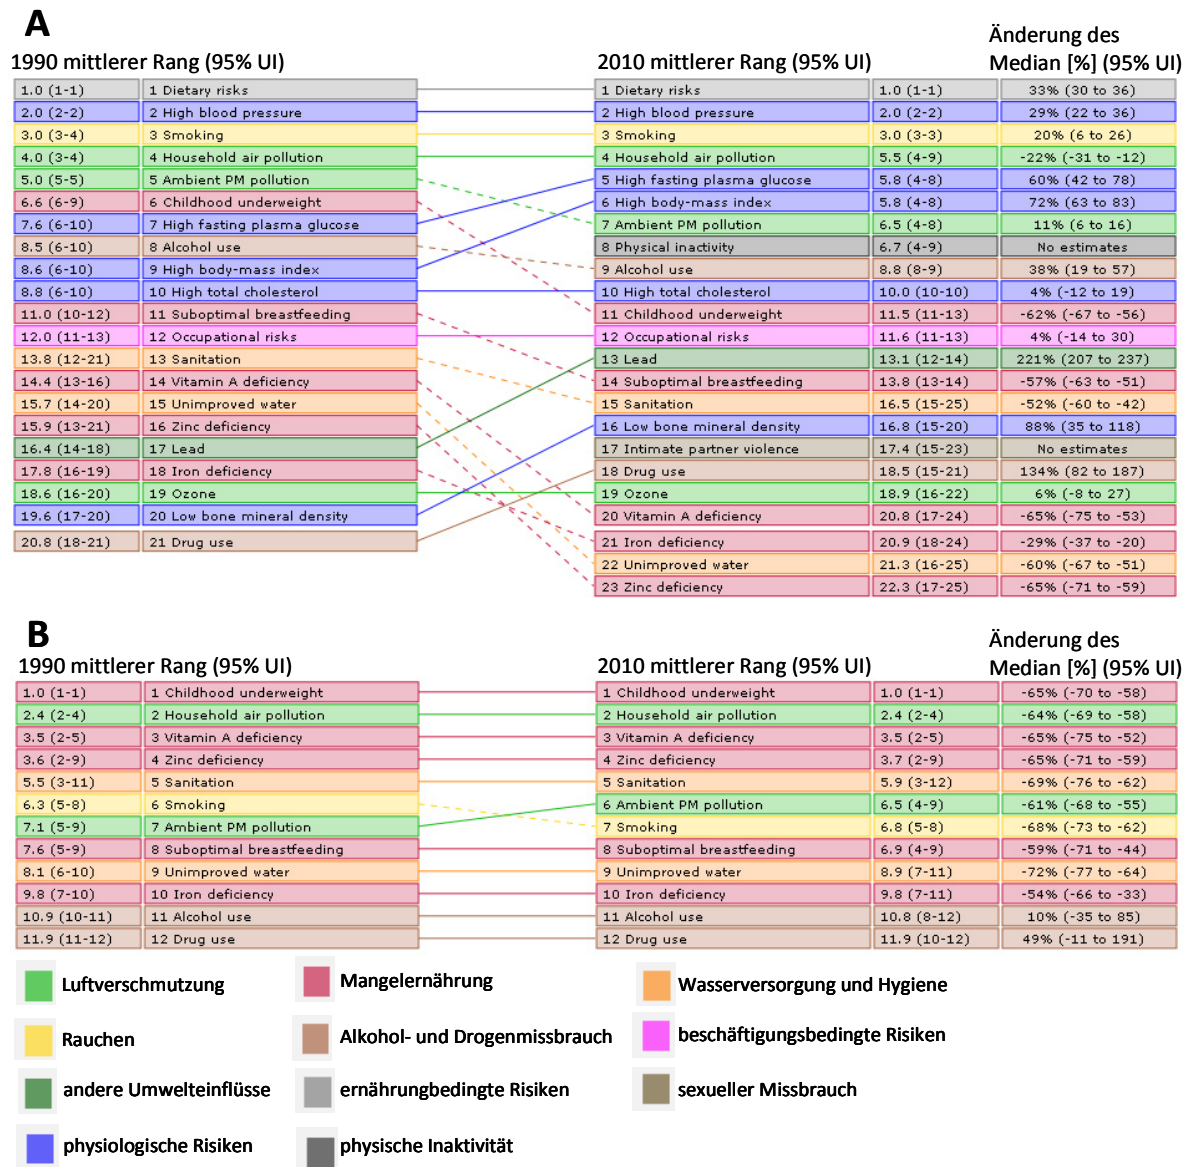 A
1990 mittlerer Rang (95% UI)
2010 mittlerer Rang (95% UI)
Änderung des
Median [%] (95% UI)
1.0 (1-1) 1 Dietary risks 1 Dietary risks 1.0 (1-1) 33% (30 to 36)
2.0 (2-2) 2 High blood pressure 2 High blood pressure 2.0 (2-2) 29% (22 to 36)
3.0 (3-4) 3 Smoking 3 Smoking 3.0 (3-3) 20% (6 to 26)
4.0 (3-4) 4 Household air pollution 4 Household air pollution 5.5 (4-9) -22% (-31 to -12)
5.0 (5-5) 5 Ambient PM pollution 5 High fasting plasma glucose 5.8 (4-8) 60% (42 to 78)
6.6 (6-9) 6 Childhood underweight 6 High body-mass index 5.8 (4-8) 72% (63 to 83)
7.6 (6-10) 7 High fasting plasma glucose 7 Ambient PM pollution 6.5 (4-8) 11% (6 to 16)
8.5 (6-10) 8 Alcohol use 8 Physical inactivity 6.7 (4-9) No estimates
8.6 (6-10) 9 High body-mass index 9 Alcohol use 8.8 (8-9) 38% (19 to 57)
8.8 (6-10) 10 High total cholesterol 10 High total cholesterol 10.0 (10-10) 4% (-12 to 19)
11.0 (10-12) 11 Suboptimal breastfeeding 11 Childhood underweight 11.5 (11-13) -62% (-67 to -56)
12.0 (11-13) 12 Occupational risks 12 Occupational risks 11.6 (11-13) 4% (-14 to 30)
13.8 (12-21) 13 Sanitation 13 Lead 13.1 (12-14) 221% (207 to 237)
14.4 (13-16) 14 Vitamin A deficiency 14 Suboptimal breastfeeding 13.8 (13-14) -57% (-63 to -51)
15.7 (14-20) 15 Unimproved water 15 Sanitation 16.5 (15-25) -52% (-60 to -42)
15.9 (13-21) 16 Zinc deficiency 16 Low bone mineral density 16.8 (15-20) 88% (35 to 118)
16.4 (14-18) 17 Lead 17 Intimate partner violence 17.4 (15-23) No estimates
17.8 (16-19) 18 Iron deficiency 18 Drug use 18.5 (15-21) 134% (82 to 187)
18.6 (16-20) 19 Ozone 19 Ozone 18.9 (16-22) 6% (-8 to 27)
19.6 (17-20) 20 Low bone mineral density 20 Vitamin A deficiency 20.8 (17-24) -65% (-75 to -53)
20.8 (18-21) 21 Drug use 21 Iron deficiency 20.9 (18-24) -29% (-37 to -20)
22 Unimproved water 21.3 (16-25) -60% (-67 to -51)
23 Zinc deficiency 22.3 (17-25) -65% (-71 to -59)
B
1990 mittlerer Rang (95% UI)
2010 mittlerer Rang (95% UI)
Änderung des
Median [%] (95% UI)
1.0 (1-1) 1 Childhood underweight 1 Childhood underweight 1.0 (1-1) -65% (-70 to -58)
2.4 (2-4) 2 Household air pollution 2 Household air pollution 2.4 (2-4) -64% (-69 to -58)
3.5 (2-5) 3 Vitamin A deficiency 3 Vitamin A deficiency 3.5 (2-5) -65% (-75 to -52)
3.6 (2-9) 4 Zinc deficiency 4 Zinc deficiency 3.7 (2-9) -65% (-71 to -59)
5.5 (3-11) 5 Sanitation 5 Sanitation 5.9 (3-12) -69% (-76 to -62)
6.3 (5-8) 6 Smoking 6 Ambient PM pollution 6.5 (4-9) -61% (-68 to -55)
7.1 (5-9) 7 Ambient PM pollution 7 Smoking 6.8 (5-8) -68% (-73 to -62)
7.6 (5-9) 8 Suboptimal breastfeeding 8 Suboptimal breastfeeding 6.9 (4-9) -59% (-71 to -44)
8.1 (6-10) 9 Unimproved water 9 Unimproved water 8.9 (7-11) -72% (-77 to -64)
9.8 (7-10) 10 Iron deficiency 10 Iron deficiency 9.8 (7-11) -54% (-66 to -33)
10.9 (10-11) 11 Alcohol use 11 Alcohol use 10.8 (8-12) 10% (-35 to 85)
11.9 (11-12) 12 Drug use 12 Drug use 11.9 (10-12) 49% (-11 to 191)
Luftverschmutzung Mangelernährung Wasserversorgung und Hygiene
Rauchen Alkohol- und Drogenmissbrauch beschäftigungsbedingte Risiken
andere Umwelteinflüsse ernährungbedingte Risiken sexueller Missbrauch
physiologische Risiken physische Inaktivität